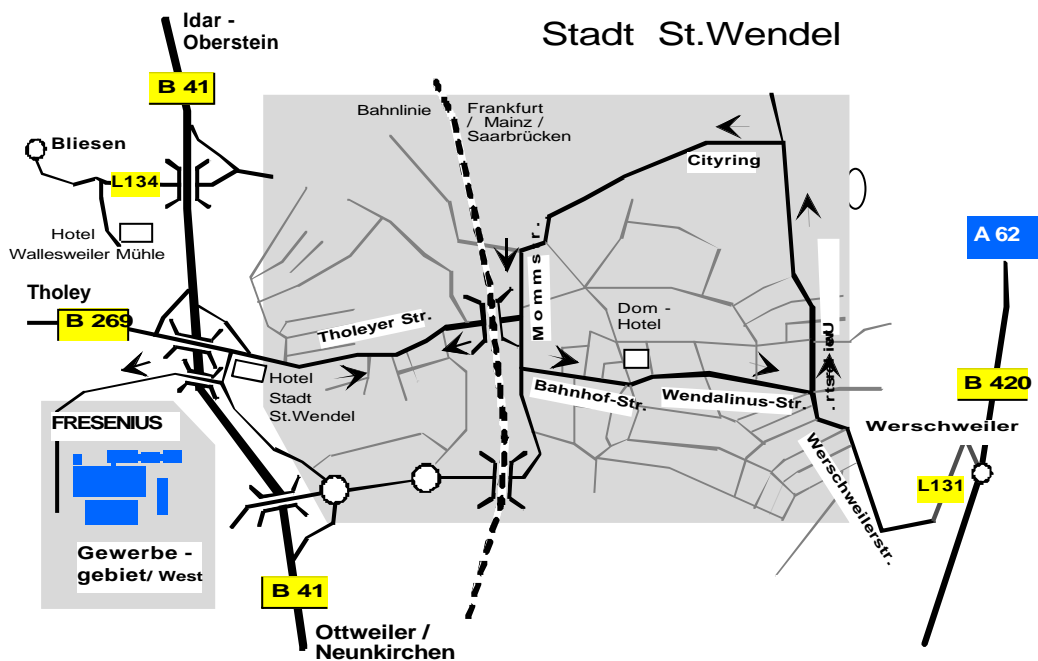 Stadt St.Wendel
Idar -
Oberstein
B 41
Bahnlinie
Frankfurt
/ Mainz /
Saarbrücken
Bliesen
L134
Hotel
Wallesweiler Mühle
Cityring
A 62
Tholey
B 269
Tholeyer Str.
Mommstr.
Dom -
Hotel
Hotel
Stadt
St.Wendel
Bahnhof-Str.
Wendalinus-Str.
B 420
Werschweiler
FRESENIUS
L131
Werschweilerstr.
Gewerbe -
gebiet/ West
B 41
Ottweiler /
Neunkirchen